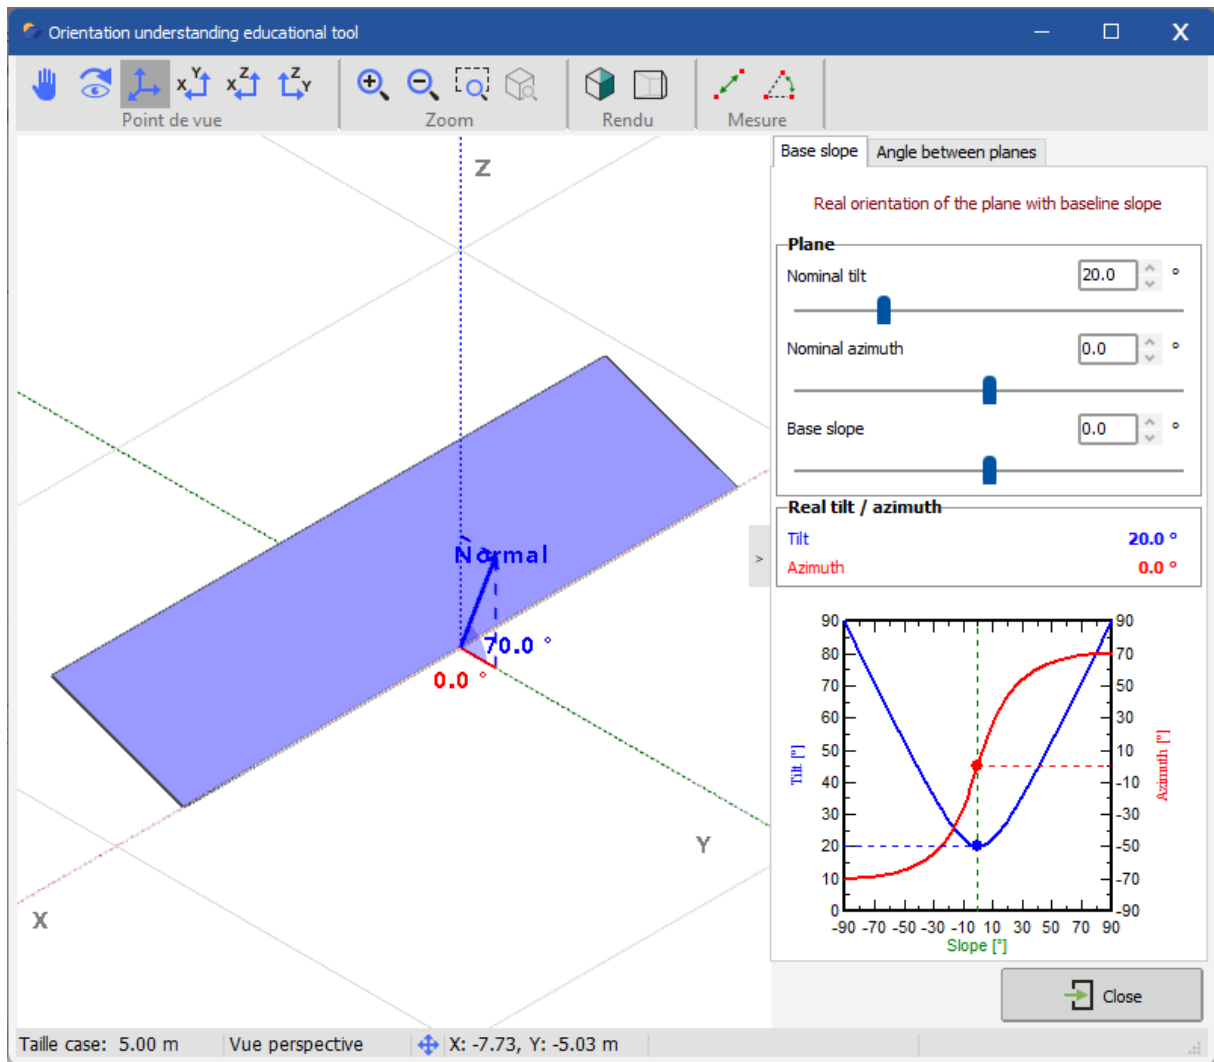 Orientation understanding educational tool
X Y
X Z
Z Y
Point de vue
Zoom
Rendu
Mesure
Z
Normal
70.0 °
0.0 °
Y
X
>
Base slope
Angle between planes
Real orientation of the plane with baseline slope
Plane
Nominal tilt
20.0 °
Nominal azimuth
0.0 °
Base slope
0.0 °
Real tilt / azimuth
Tilt 20.0 °
Azimuth 0.0 °
90 90
80 70
70 50
60 30
50 10
40 -10
30 -30
20 -50
10 -70
0 -90
Tilt [°]
Azimuth [°]
-90 -70 -50 -30 -10 10 30 50 70 90
Slope [°]
Close
Taille case: 5.00 m
Vue perspective
X: -7.73, Y: -5.03 m